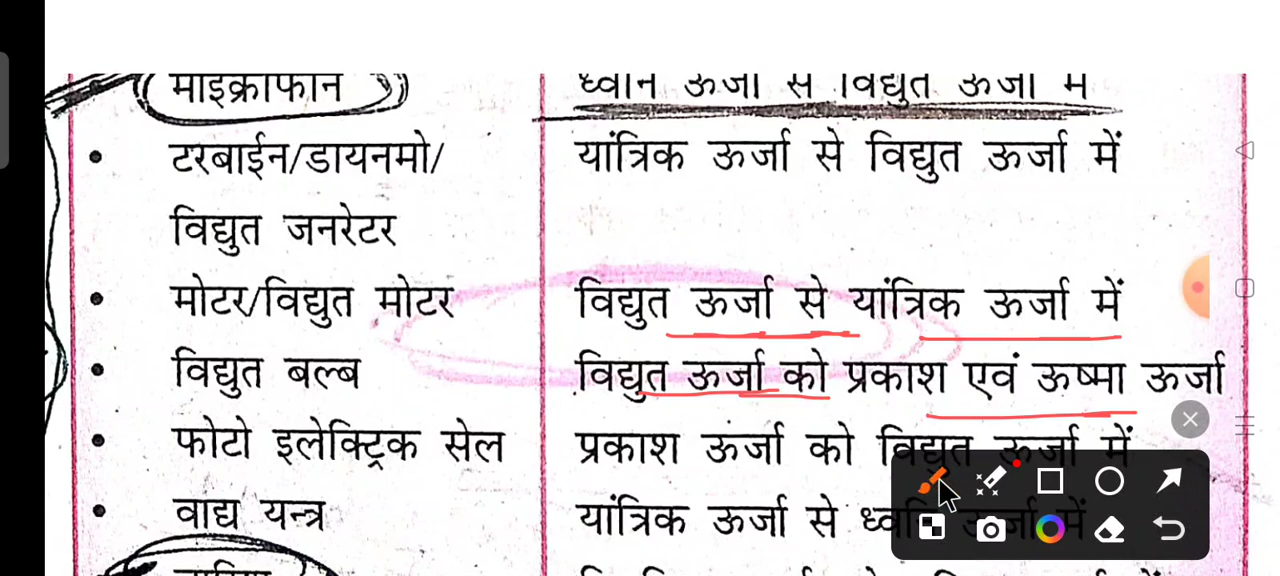 माइक्रोफोन ध्वनि ऊर्जा से विद्युत ऊर्जा में
• टरबाईन/डायनमो/ यांत्रिक ऊर्जा से विद्युत ऊर्जा में
विद्युत जनरेटर
• मोटर/विद्युत मोटर विद्युत ऊर्जा से यांत्रिक ऊर्जा में
• विद्युत बल्ब विद्युत ऊर्जा को प्रकाश एवं ऊष्मा ऊर्जा
• फोटो इलेक्ट्रिक सेल प्रकाश ऊर्जा को विद्युत ऊर्जा में
• वाद्य यन्त्र यांत्रिक ऊर्जा से ध्वनि ऊर्जा में